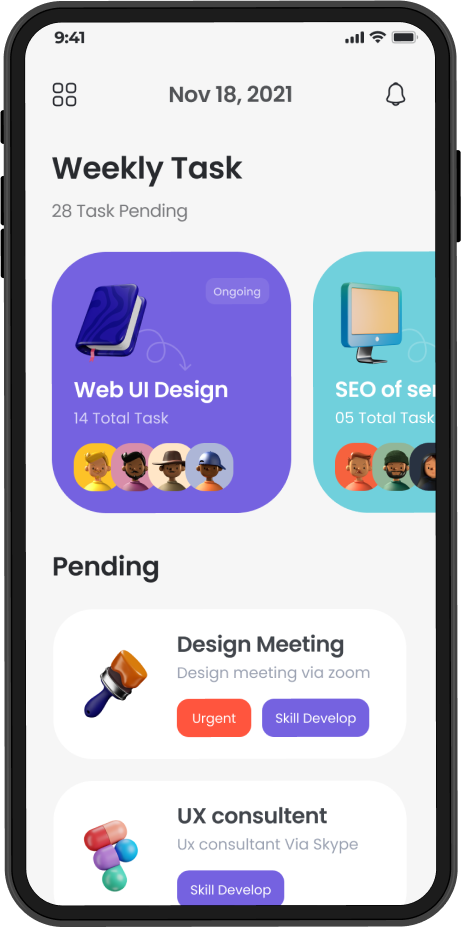 9:41
Nov 18, 2021
Weekly Task
28 Task Pending
Ongoing
Web UI Design
14 Total Task
SEO of ser
05 Total Task
Pending
Design Meeting
Design meeting via zoom
Urgent
Skill Develop
UX consultent
Ux consultant Via Skype
Skill Develop